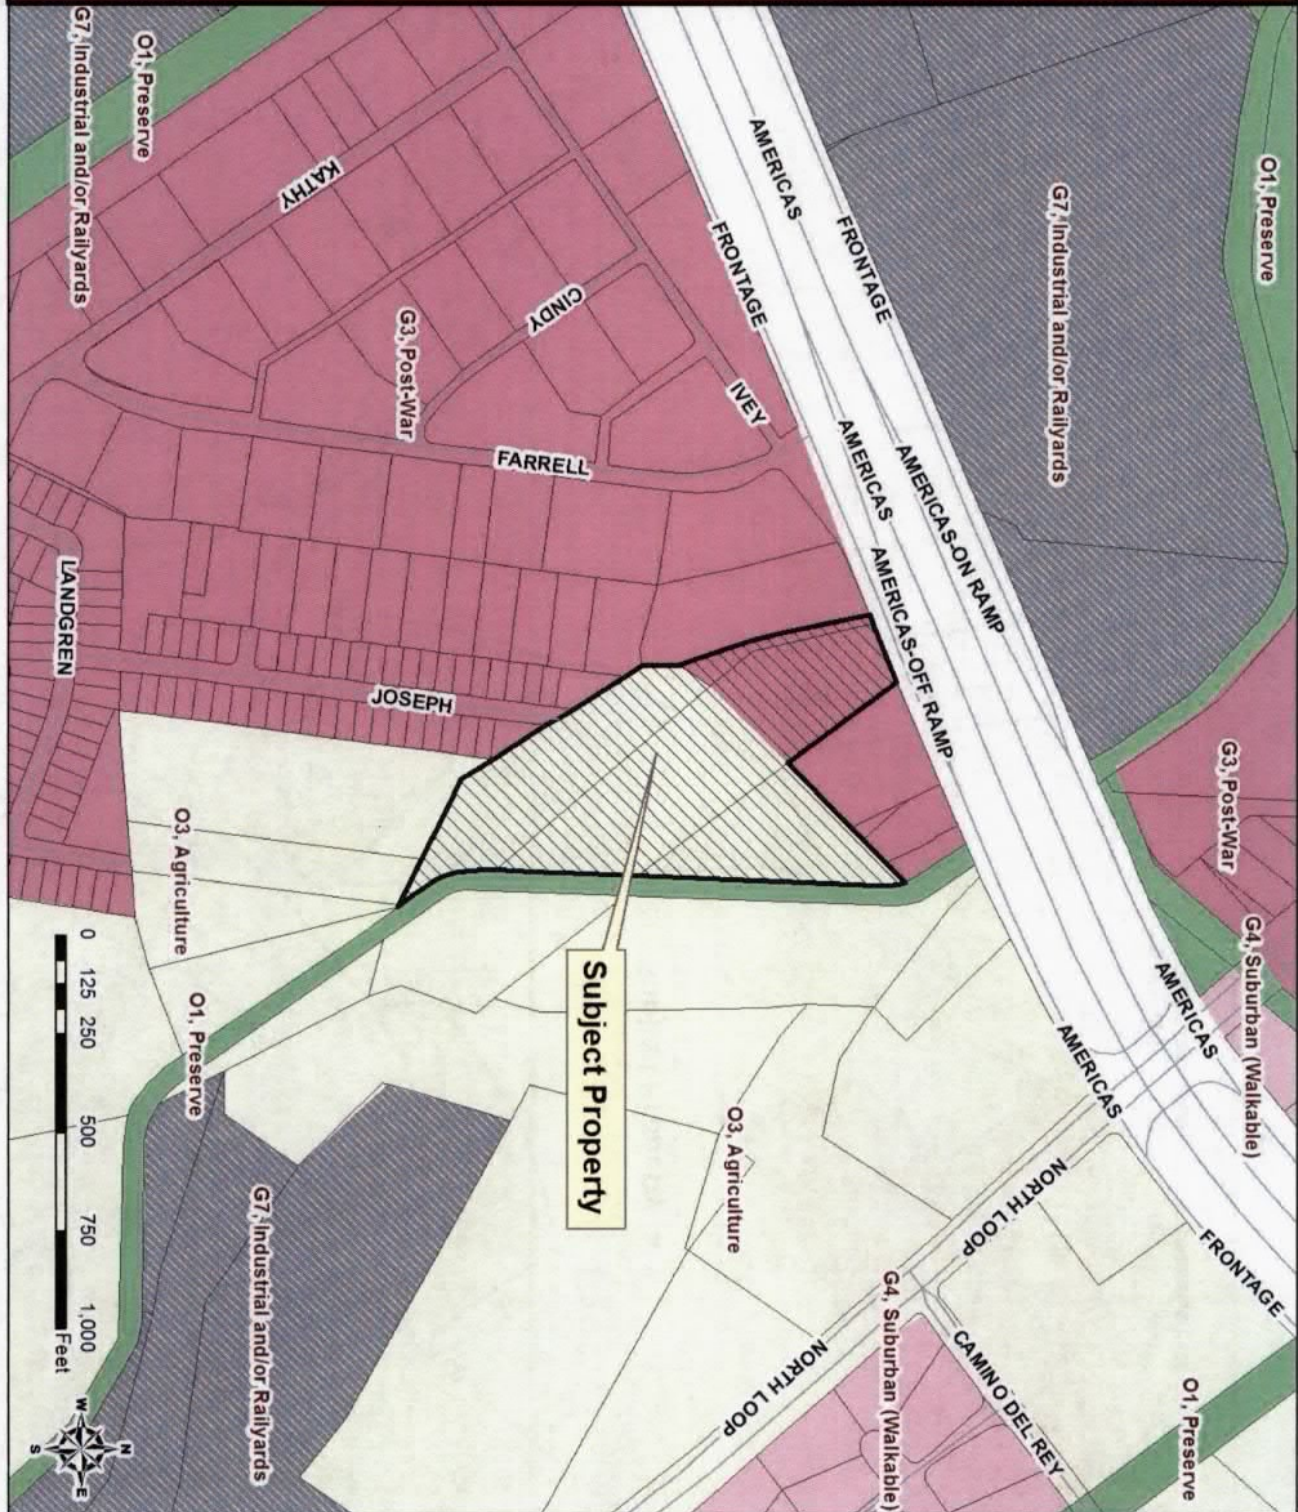 O1, Preserve
G7, Industrial and/or Railyards
KATHY
G3, Post-War
CINDY
IVEY
FARRELL
LANDGREN
JOSEPH
AMERICAS
FRONTAGE
FRONTAGE
AMERICAS
AMERICAS-ON RAMP
AMERICAS-OFF RAMP
G7, Industrial and/or Railyards
O1, Preserve
G3, Post-War
G4, Suburban (Walkable)
AMERICAS
AMERICAS
FRONTAGE
NORTH LOOP
NORTH LOOP
CAMINO DEL REY
G4, Suburban (Walkable)
O1, Preserve
O3, Agriculture
Subject Property
O3, Agriculture
O1, Preserve
G7, Industrial and/or Railyards
0 125 250 500 750 1,000
Feet
N
W E
S